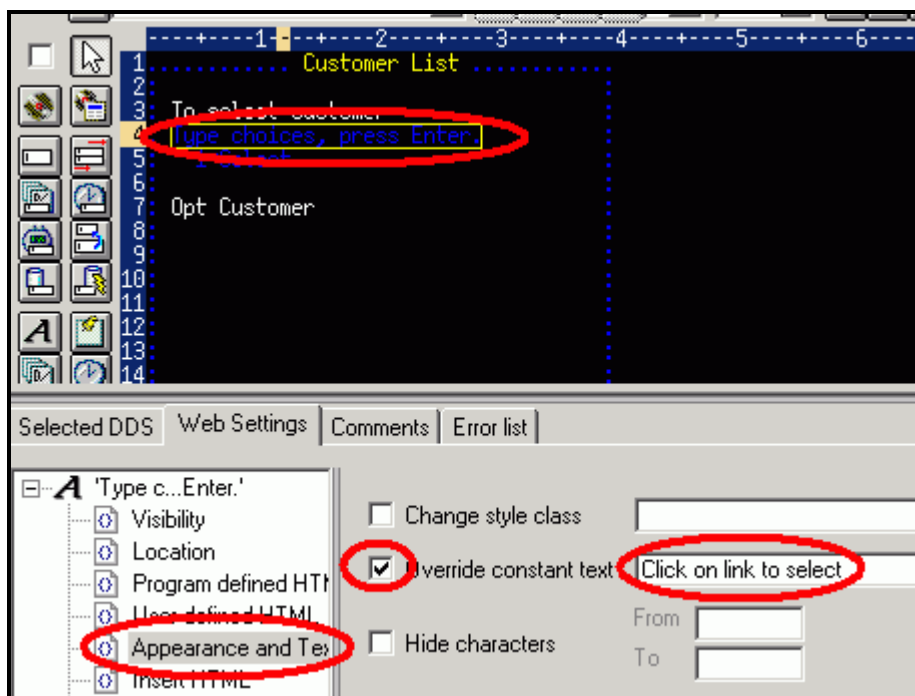 ----+----1----+----2----+----3----+----4----+----5----+----6----
1 ............ Customer List ............
2
3 To select customer
4 Type choices, press Enter.
5 1 Select
6
7 Opt Customer
8
9
10
11
12
13
14
A
Selected DDS Web Settings Comments Error list
A 'Type c...Enter.'
Visibility
Location
Program defined HT
User defined HTML
Appearance and Te
Insert HTML
Change style class
Override constant text Click on link to select
Hide characters
From
To